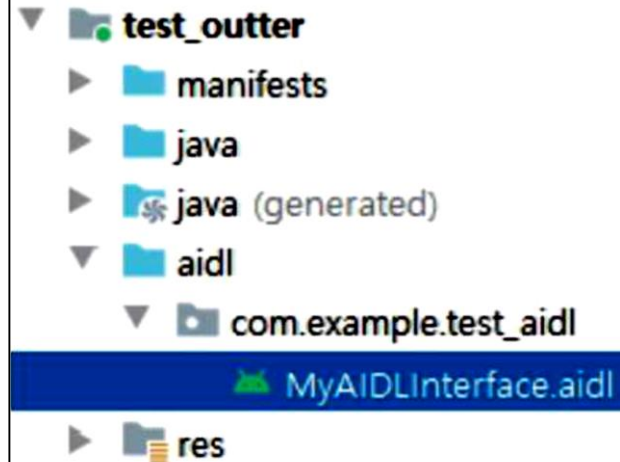 test_outter
manifests
java
java (generated)
aidl
com.example.test_aidl
MyAIDLInterface.aidl
res